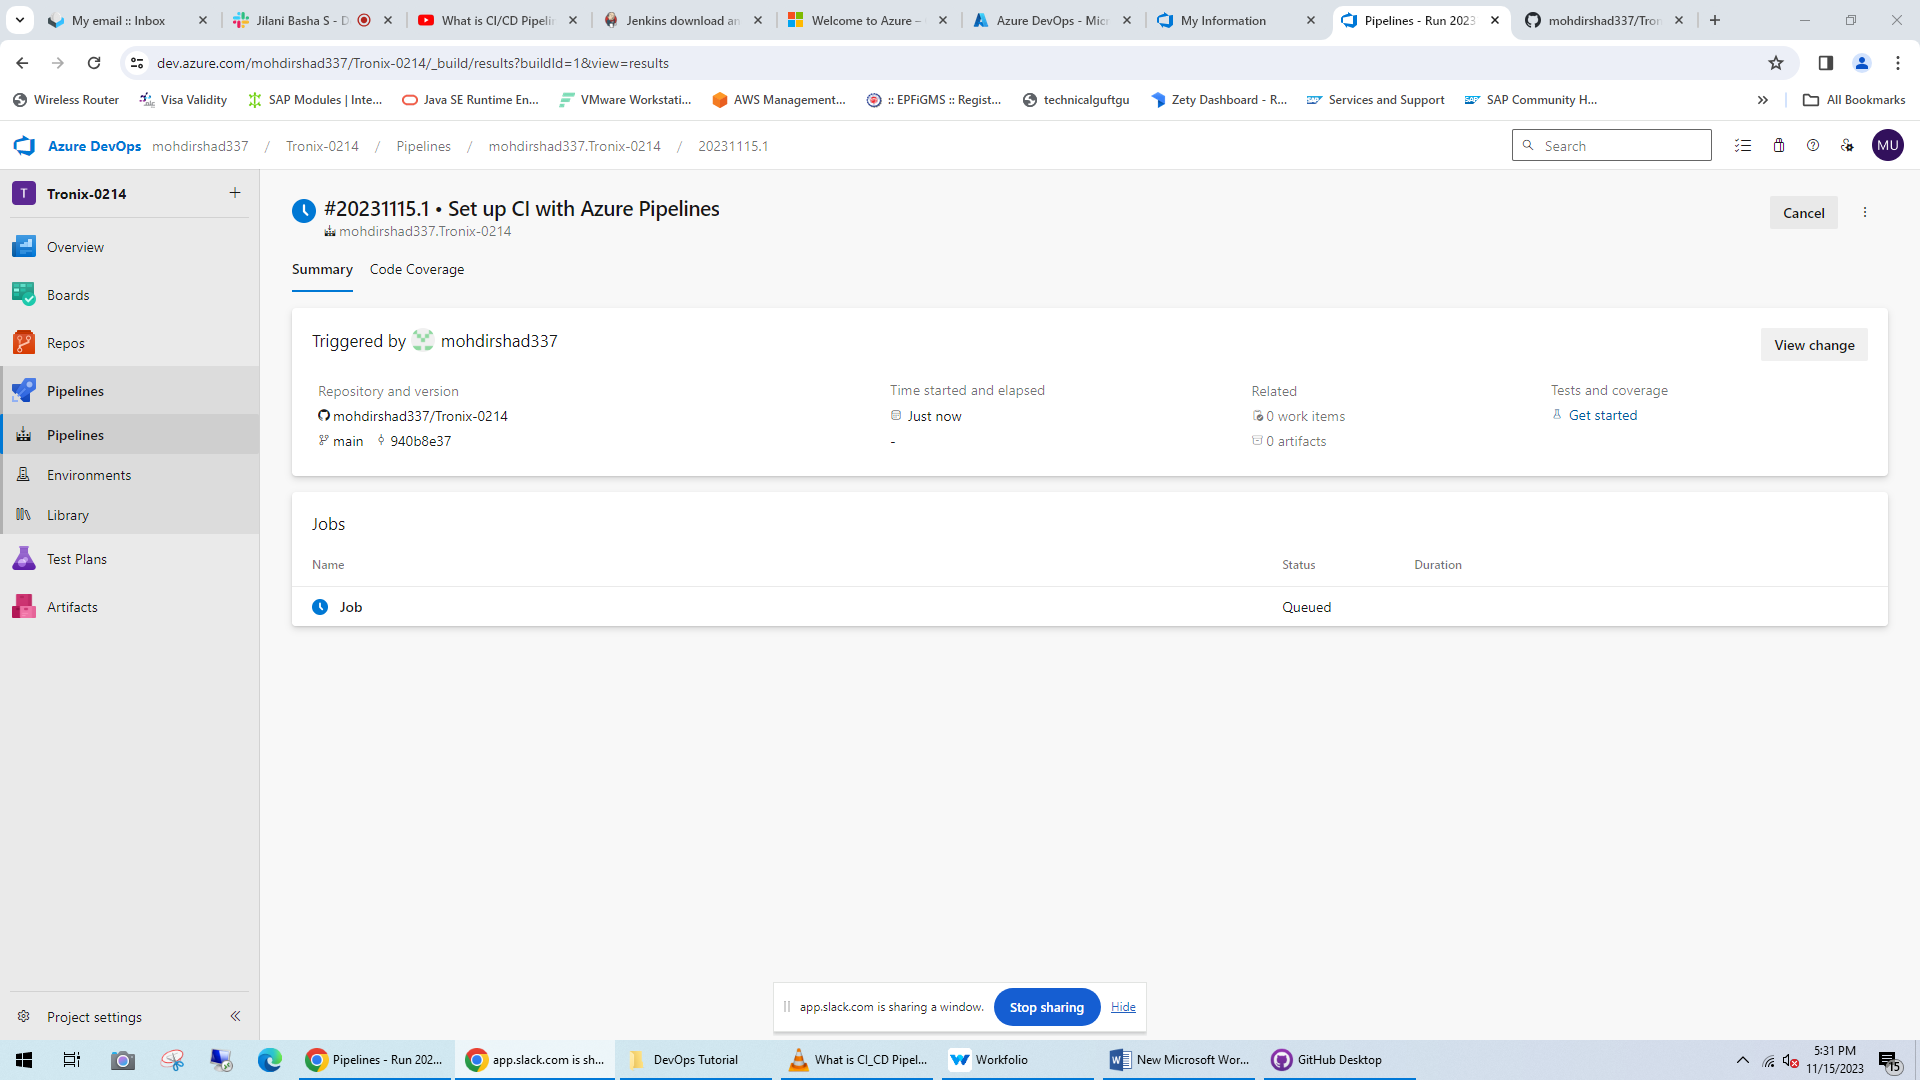 My email :: Inbox
Jilani Basha S - D
What is CI/CD Pipelin
Jenkins download an
Welcome to Azure –
Azure DevOps - Micr
My Information
Pipelines - Run 2023
mohdirshad337/Tron
dev.azure.com/mohdirshad337/Tronix-0214/_build/results?buildId=1&view=results
Wireless Router
Visa Validity
SAP Modules | Inte...
Java SE Runtime En...
VMware Workstati...
AWS Management...
:: EPFiGMS :: Regist...
technicalguftgu
Zety Dashboard - R...
Services and Support
SAP Community H...
All Bookmarks
Azure DevOps
mohdirshad337 / Tronix-0214 / Pipelines / mohdirshad337.Tronix-0214 / 20231115.1
Search
MU
T
Tronix-0214
Overview
Boards
Repos
Pipelines
Pipelines
Environments
Library
Test Plans
Artifacts
Project settings
#20231115.1 • Set up CI with Azure Pipelines
mohdirshad337.Tronix-0214
Cancel
Summary
Code Coverage
Triggered by mohdirshad337
View change
Repository and version
mohdirshad337/Tronix-0214
main 940b8e37
Time started and elapsed
Just now
-
Related
0 work items
0 artifacts
Tests and coverage
Get started
Jobs
Name Status Duration
Job Queued
app.slack.com is sharing a window.
Stop sharing
Hide
Pipelines - Run 202...
app.slack.com is sh...
DevOps Tutorial
What is CI_CD Pipel...
Workfolio
New Microsoft Wor...
GitHub Desktop
5:31 PM
11/15/2023
15